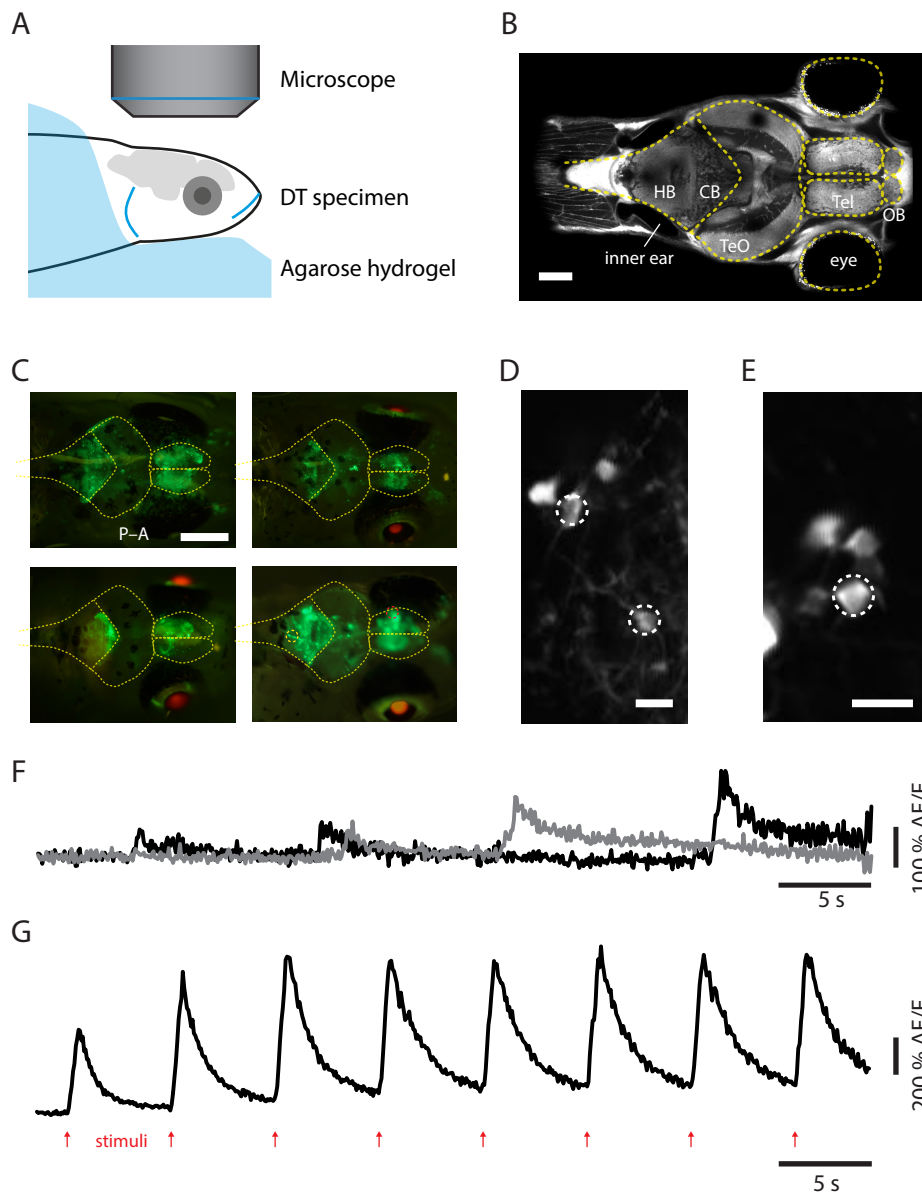 A
Microscope
DT specimen
Agarose hydrogel
B
HB
CB
Tel
OB
TeO
inner ear
eye
C
P–A
D
E
F
100 % ΔF/F
5 s
G
200 % ΔF/F
stimuli
5 s